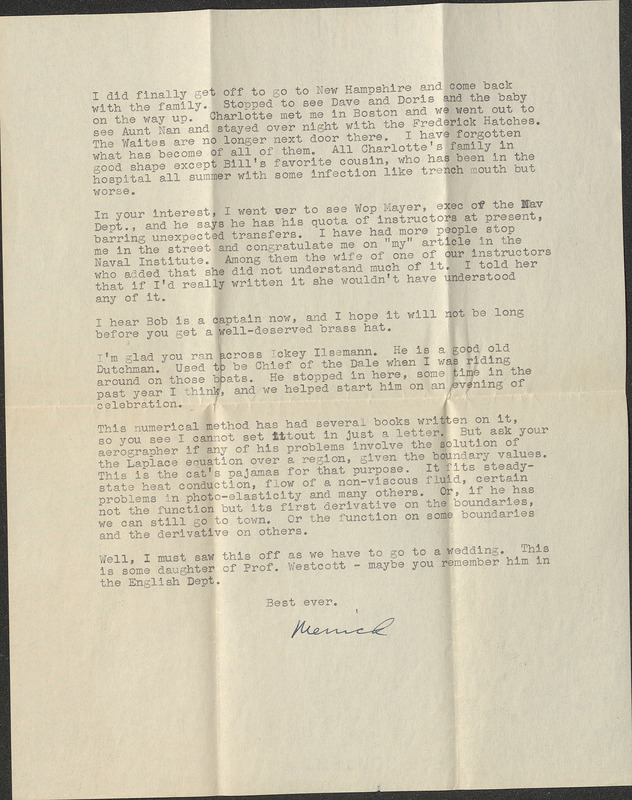 I did finally get off to go to New Hampshire and come back
with the family.  Stopped to see Dave and Doris and the baby
on the way up.  Charlotte met me in Boston and we went out to
see Aunt Nan and stayed over night with the Frederick Hatches.
The Waites are no longer next door there.  I have forgotten
what has become of all of them.  All Charlotte's family in
good shape except Bill's favorite cousin, who has been in the
hospital all summer with some infection like trench mouth but
worse.
In your interest, I went ver to see Wop Mayer, exec of the Nav
Dept., and he says he has his quota of instructors at present,
barring unexpected transfers.  I have had more people stop
me in the street and congratulate me on "my" article in the
Naval Institute.  Among them the wife of one of our instructors
who added that she did not understand much of it.  I told her
that if I'd really written it she wouldn't have understood
any of it.
I hear Bob is a captain now, and I hope it will not be long
before you get a well-deserved brass hat.
I'm glad you ran across Ickey Ilsemann.  He is a good old
Dutchman.  Used to be Chief of the Dale when I was riding
around on those boats.  He stopped in here, some time in the
past year I think, and we helped start him on an evening of
celebration.
This numerical method has had several books written on it,
so you see I cannot set ittout in just a letter.  But ask your
aerographer if any of his problems involve the solution of
the Laplace equation over a region, given the boundary values.
This is the cat's pajamas for that purpose.  It fits steady-
state heat conduction, flow of a non-viscous fluid, certain
problems in photo-elasticity and many others.  Or, if he has
not the function but its first derivative on the boundaries,
we can still go to town.  Or the function on some boundaries
and the derivative on others.
Well, I must saw this off as we have to go to a wedding.  This
is some daughter of Prof. Westcott - maybe you remember him in
the English Dept.
Best ever.
Merrick